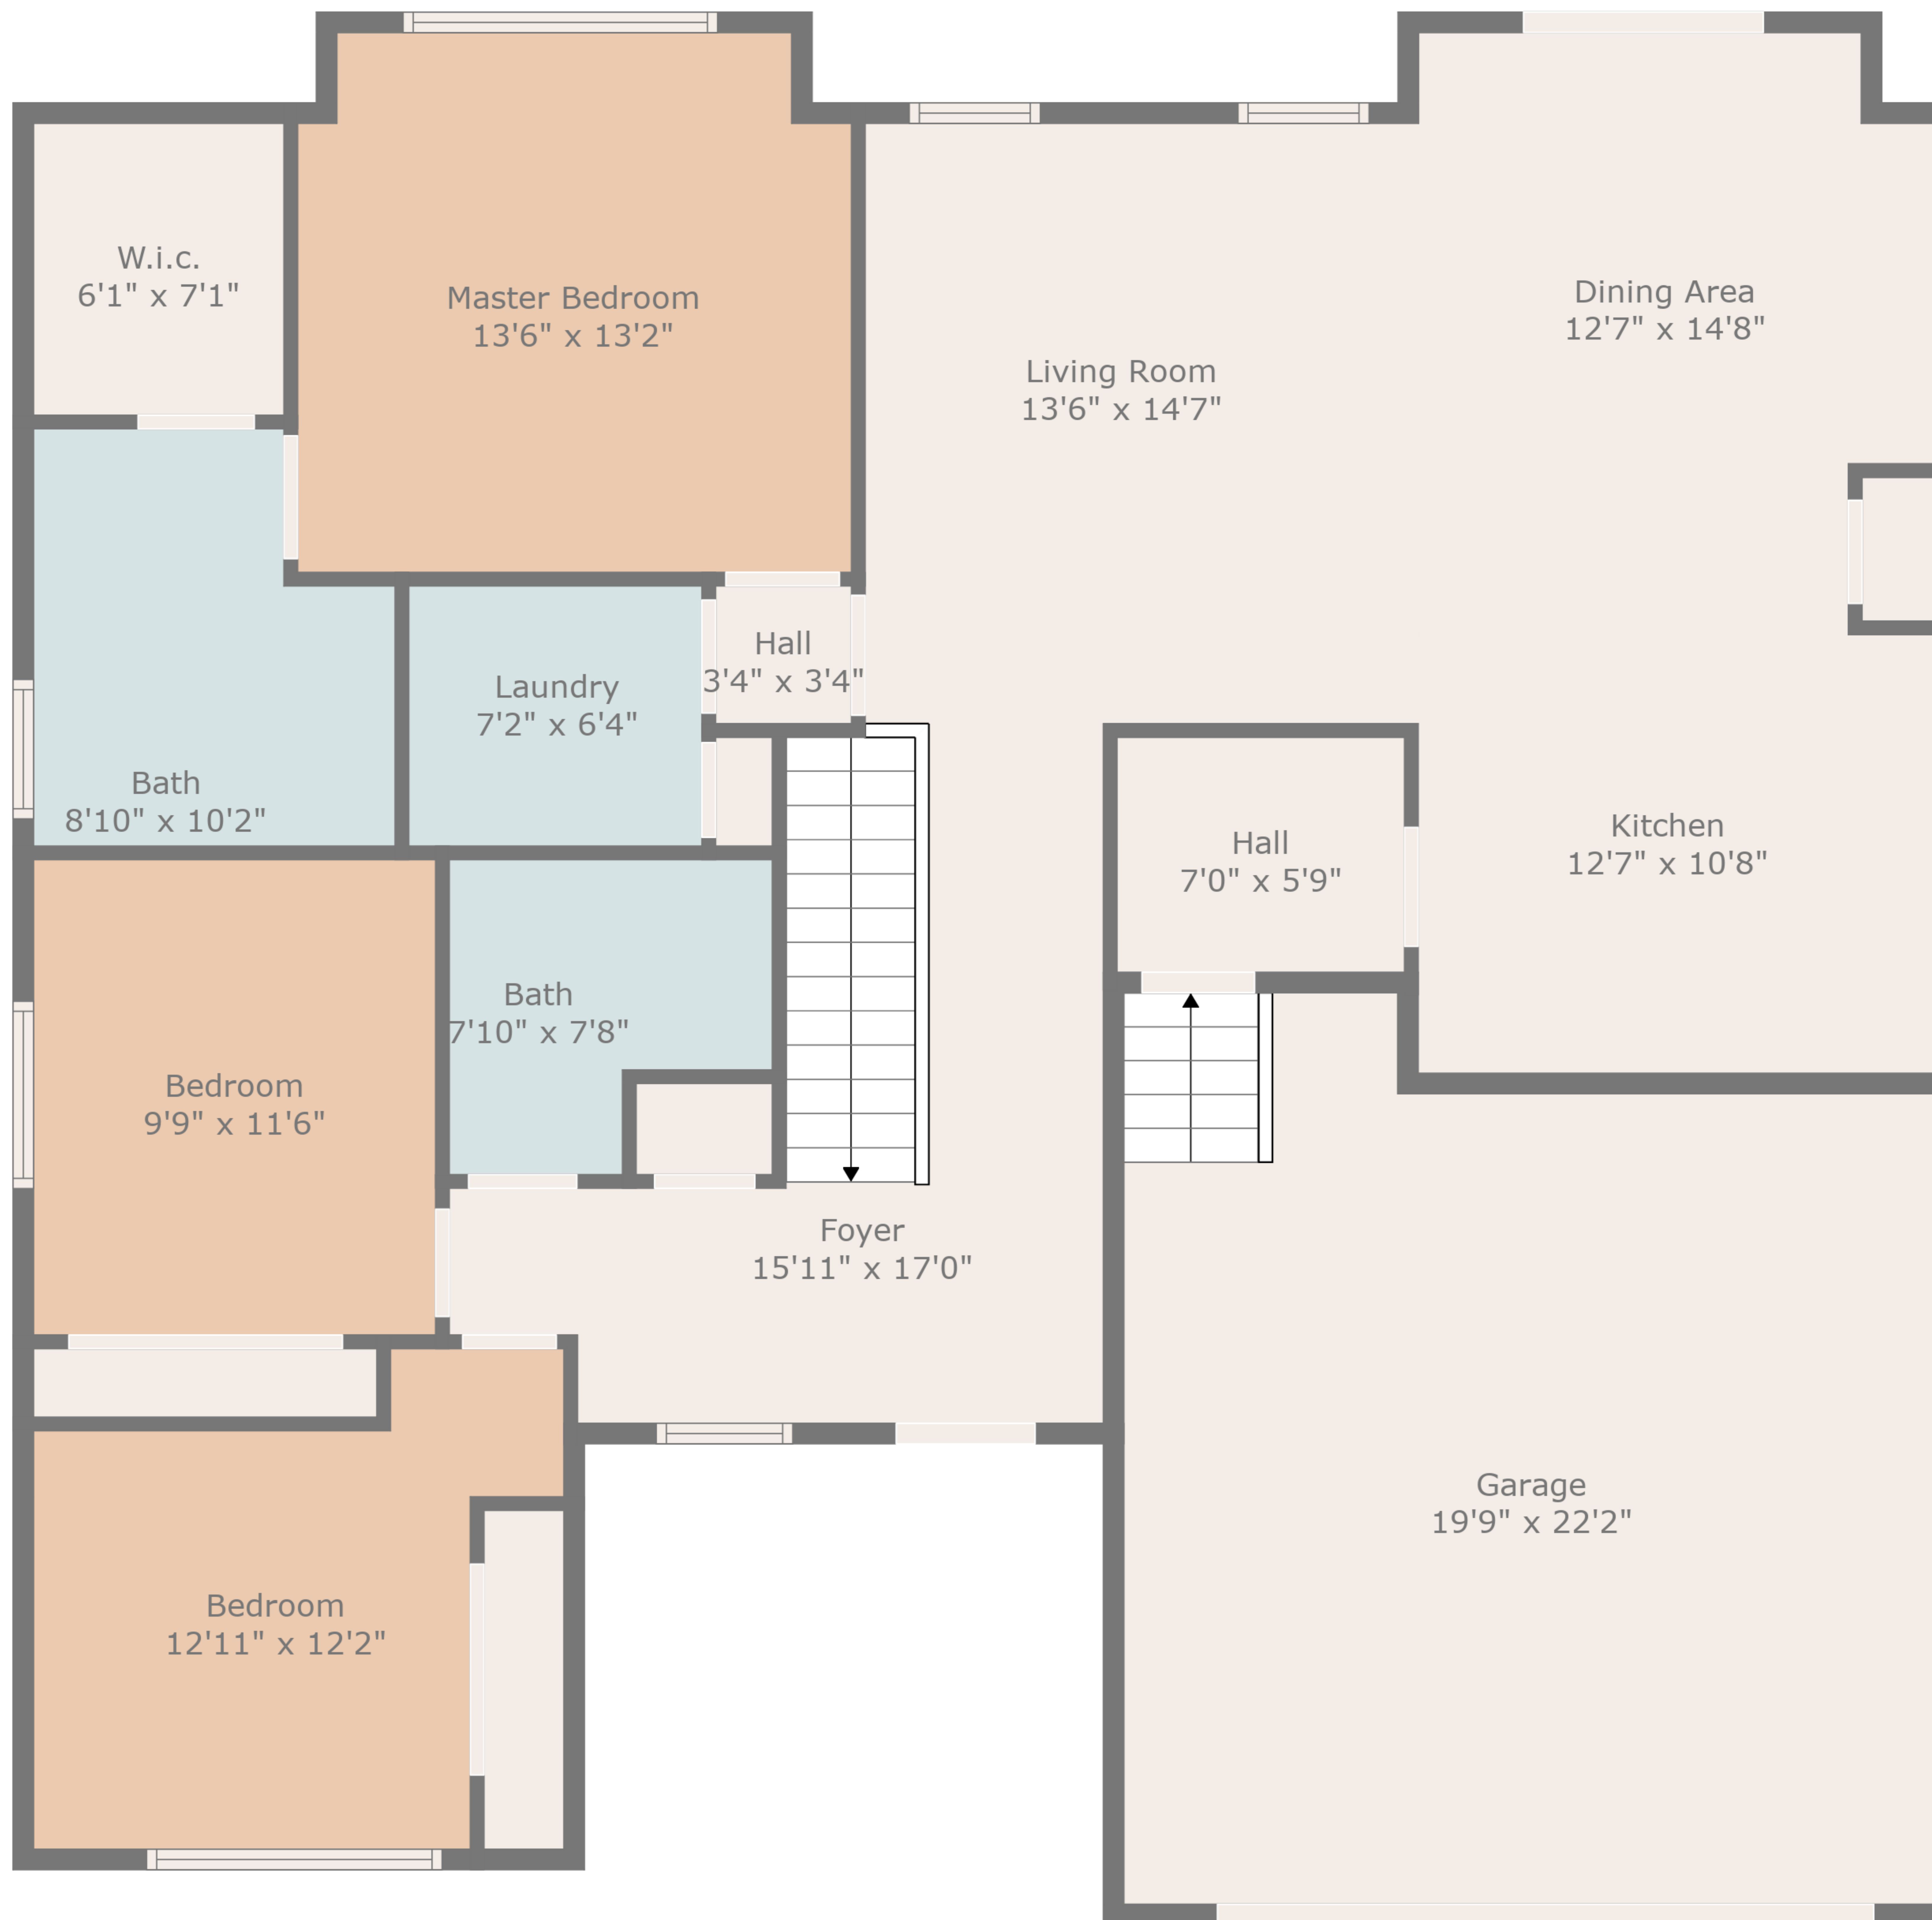 W.i.c.
6'1" x 7'1"
Master Bedroom
13'6" x 13'2"
Dining Area
12'7" x 14'8"
Living Room
13'6" x 14'7"
Hall
3'4" x 3'4"
Laundry
7'2" x 6'4"
Bath
8'10" x 10'2"
Kitchen
12'7" x 10'8"
Hall
7'0" x 5'9"
Bath
7'10" x 7'8"
Bedroom
9'9" x 11'6"
Foyer
15'11" x 17'0"
Garage
19'9" x 22'2"
Bedroom
12'11" x 12'2"